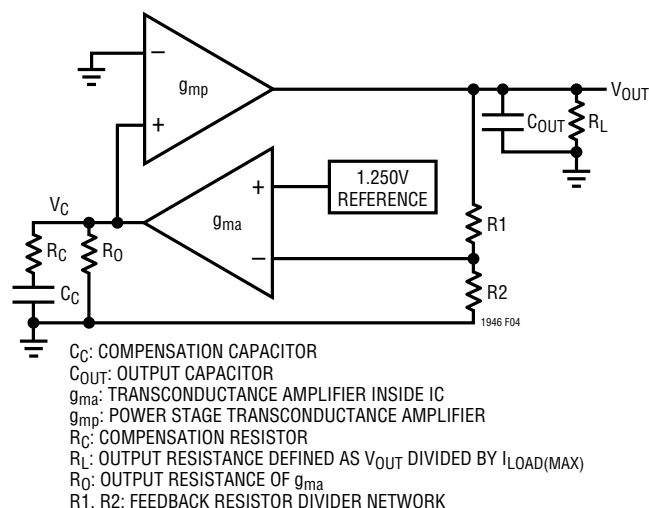 −
g_mp
+
V_OUT
C_OUT
R_L
1.250V
REFERENCE
+
g_ma
−
V_C
R_C
R_O
C_C
R1
R2
1946 F04
C_C: COMPENSATION CAPACITOR
C_OUT: OUTPUT CAPACITOR
g_ma: TRANSCONDUCTANCE AMPLIFIER INSIDE IC
g_mp: POWER STAGE TRANSCONDUCTANCE AMPLIFIER
R_C: COMPENSATION RESISTOR
R_L: OUTPUT RESISTANCE DEFINED AS V_OUT DIVIDED BY I_LOAD(MAX)
R_O: OUTPUT RESISTANCE OF g_ma
R1, R2: FEEDBACK RESISTOR DIVIDER NETWORK